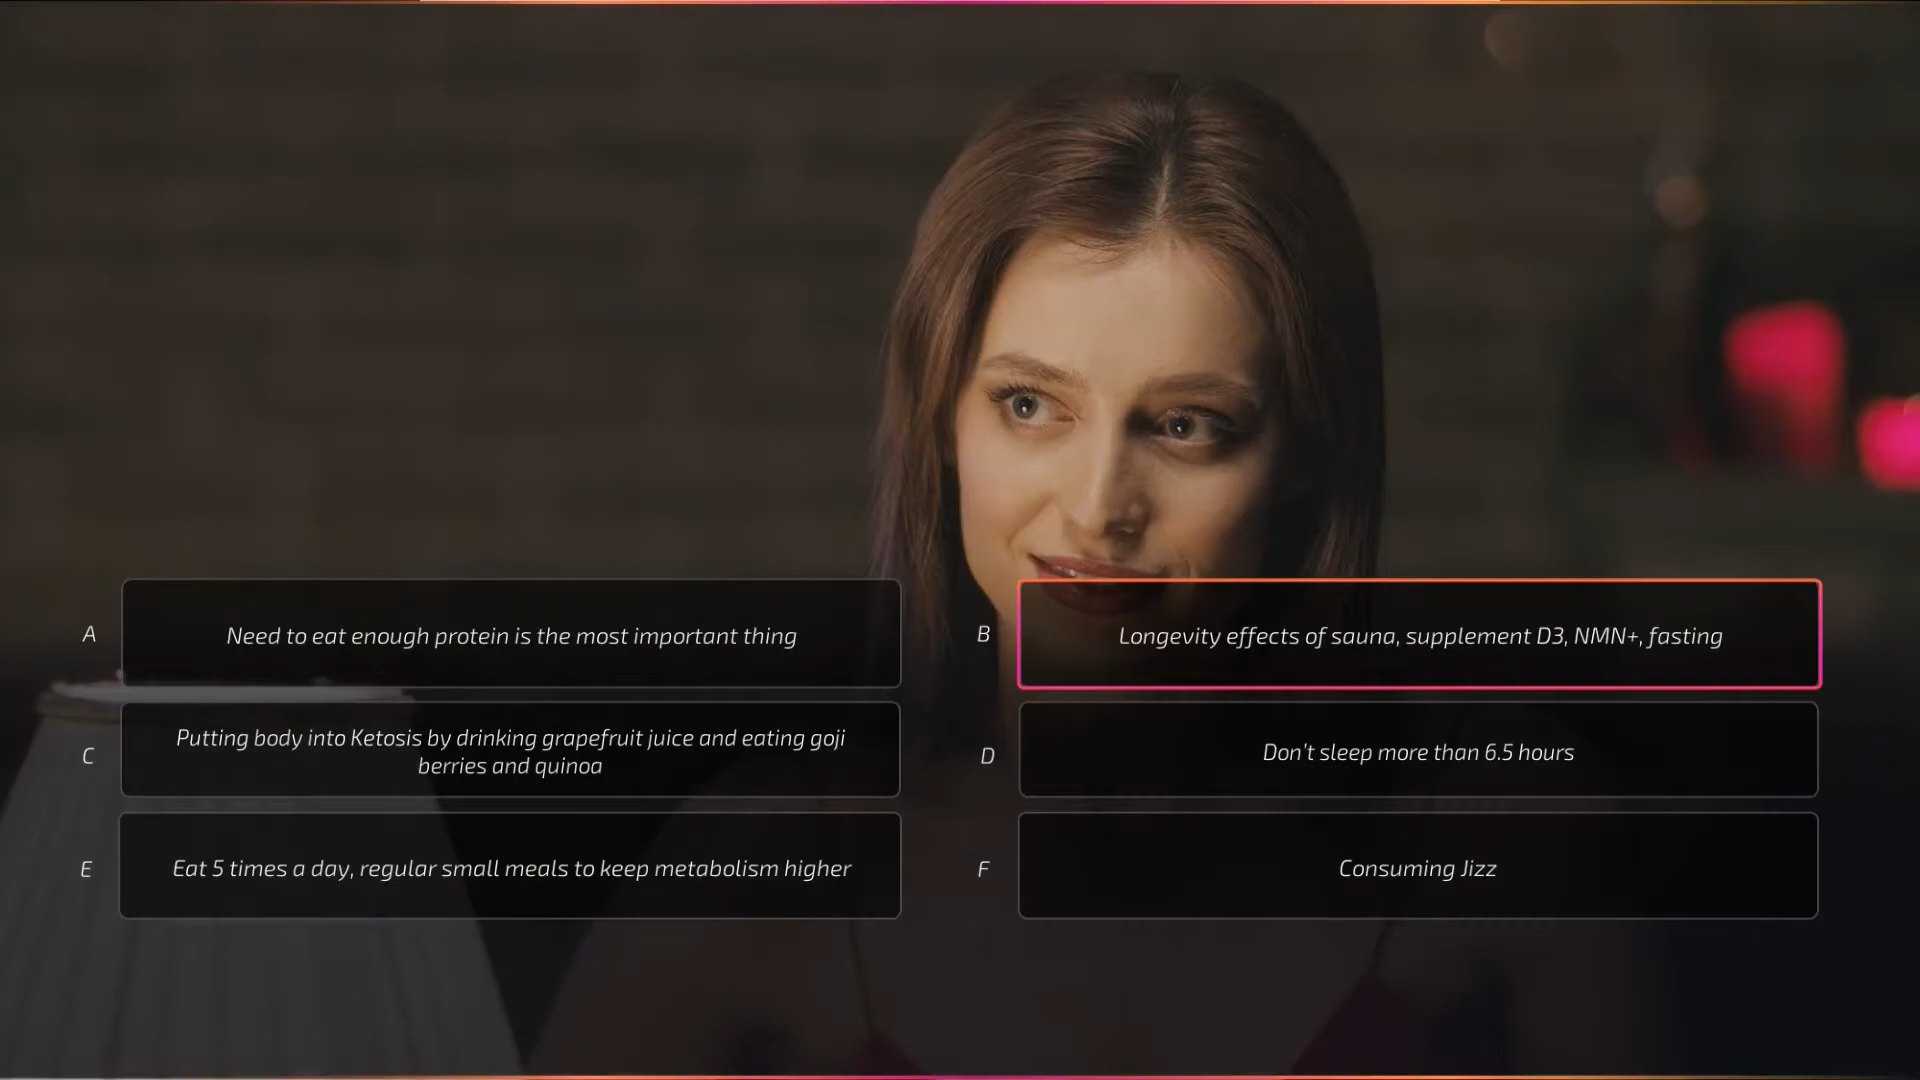 A
Need to eat enough protein is the most important thing
B
Longevity effects of sauna, supplement D3, NMN+, fasting
C
Putting body into Ketosis by drinking grapefruit juice and eating goji
berries and quinoa
D
Don't sleep more than 6.5 hours
E
Eat 5 times a day, regular small meals to keep metabolism higher
F
Consuming Jizz